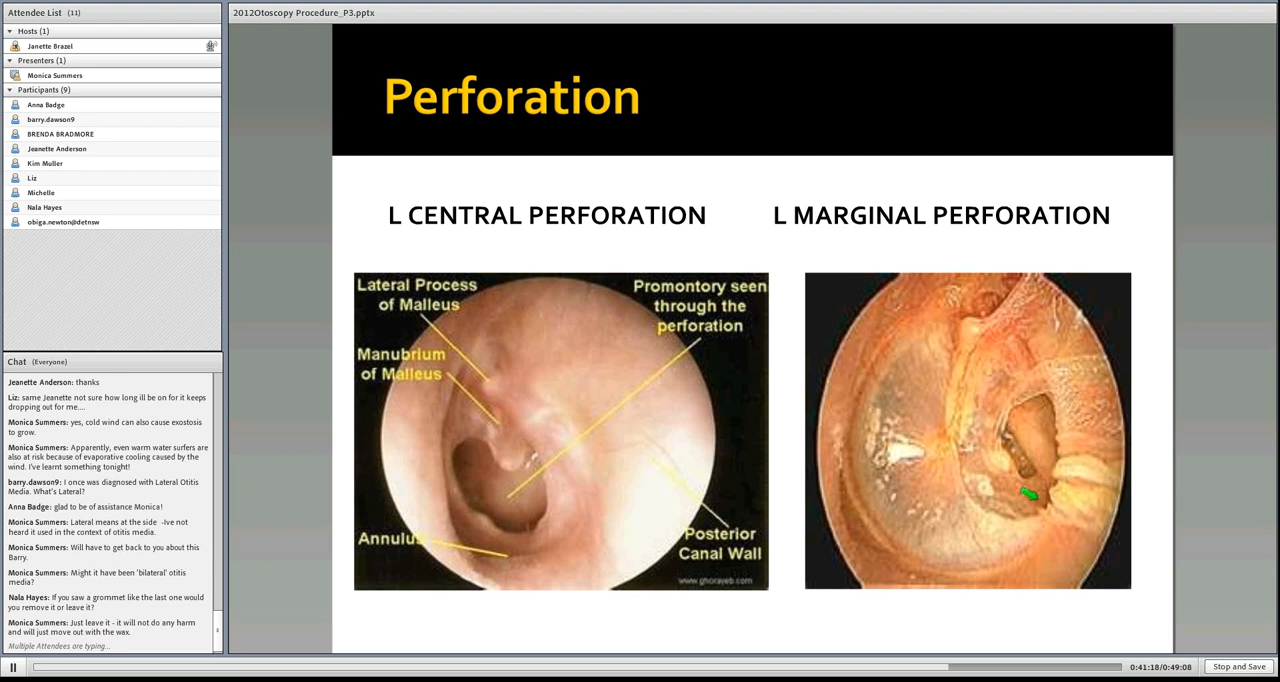 Attendee List (11)
Hosts (1)
Janette Brazel
Presenters (1)
Monica Summers
Participants (9)
Anna Badge
barry.dawson9
BRENDA BRADMORE
Jeanette Anderson
Kim Muller
Liz
Michelle
Nala Hayes
obiga.newton@detnsw
Chat (Everyone)
Jeanette Anderson: thanks
Liz: same Jeanette not sure how long ill be on for it keeps
dropping out for me....
Monica Summers: yes, cold wind can also cause exostosis
to grow.
Monica Summers: Apparently, even warm water surfers are
also at risk because of evaporative cooling caused by the
wind. I've learnt something tonight!
barry.dawson9: I once was diagnosed with Lateral Otitis
Media. What's Lateral?
Anna Badge: glad to be of assistance Monica!
Monica Summers: Lateral means at the side -Ive not
heard it used in the context of otitis media.
Monica Summers: Will have to get back to you about this
Barry.
Monica Summers: Might it have been 'bilateral' otitis
media?
Nala Hayes: If you saw a grommet like the last one would
you remove it or leave it?
Monica Summers: Just leave it - it will not do any harm
and will just move out with the wax.
Multiple Attendees are typing...
2012Otoscopy Procedure_P3.pptx
Perforation
L CENTRAL PERFORATION
L MARGINAL PERFORATION
Lateral Process
of Malleus
Manubrium
of Malleus
Annulus
Promontory seen
through the
perforation
Posterior
Canal Wall
www.ghorayeb.com
0:41:18/0:49:08
Stop and Save